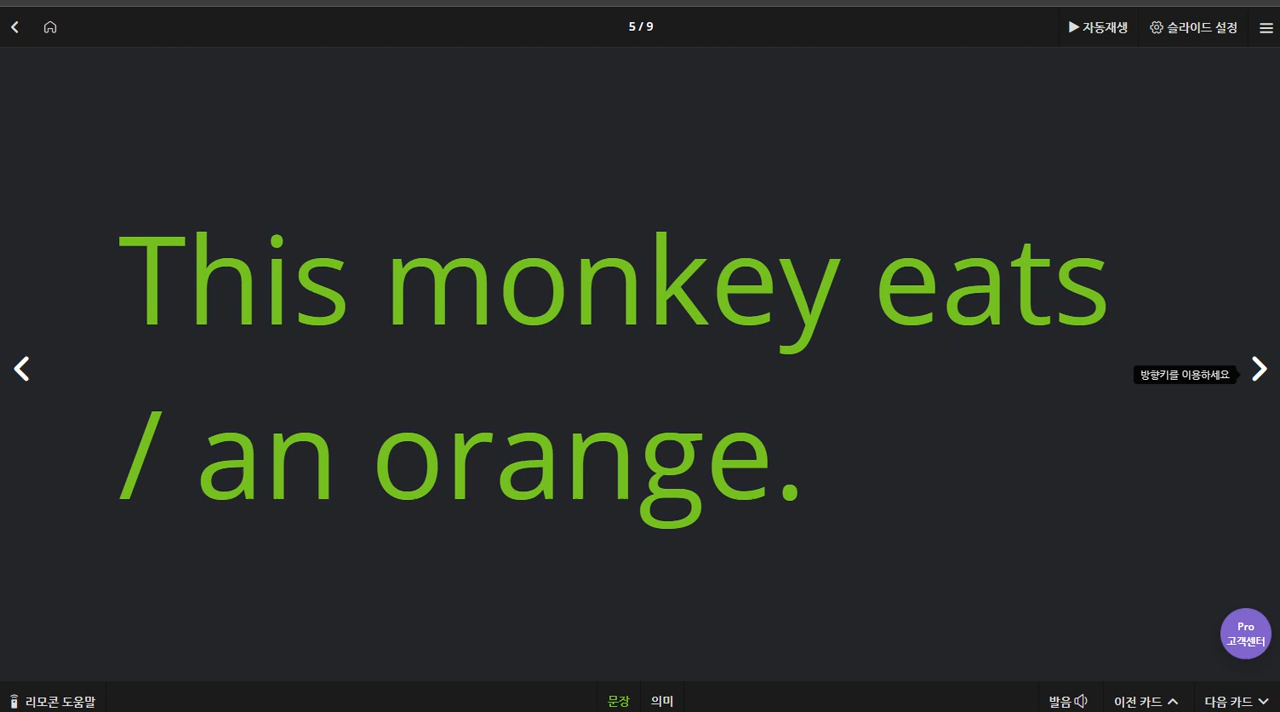 5 / 9
자동재생
슬라이드 설정
This monkey eats
/ an orange.
방향키를 이용하세요
Pro
고객센터
리모콘 도움말
문장
의미
발음
이전 카드
다음 카드